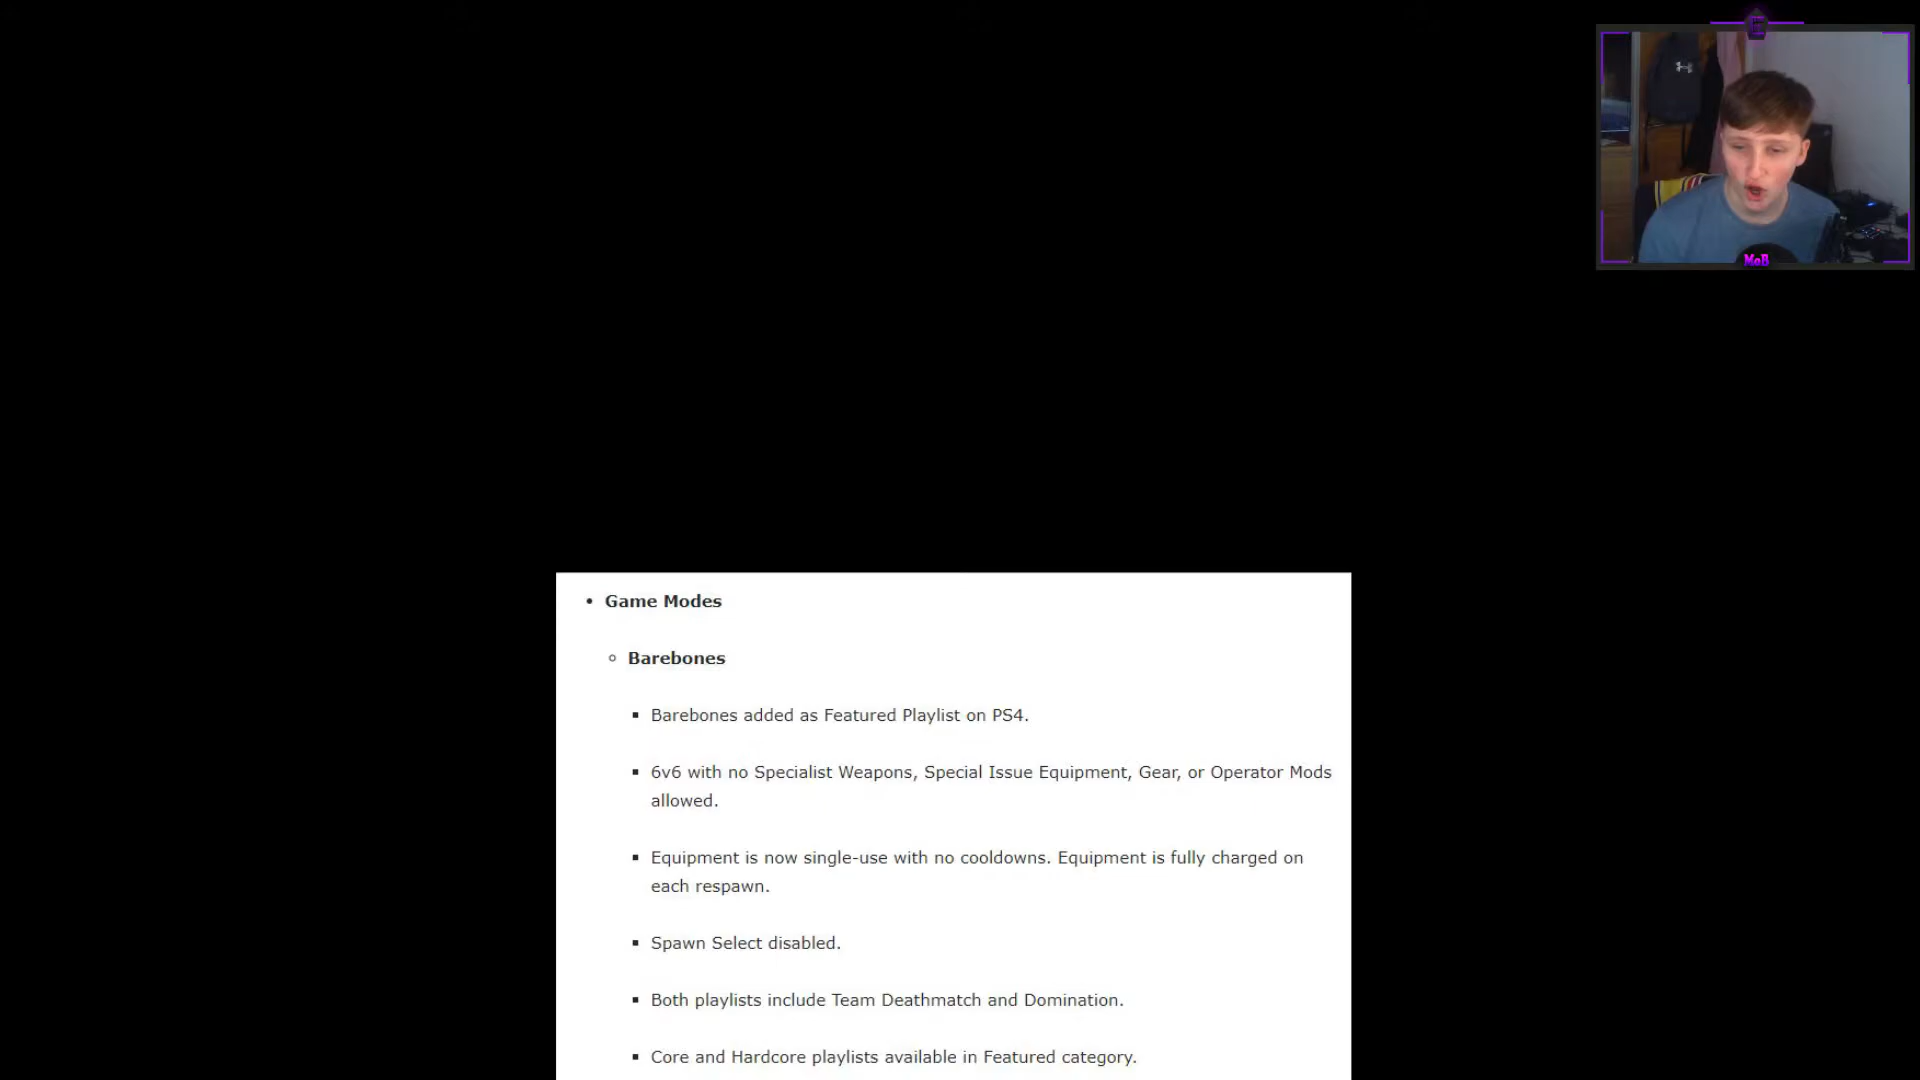 MoB
• Game Modes
◦ Barebones
▪ Barebones added as Featured Playlist on PS4.
▪ 6v6 with no Specialist Weapons, Special Issue Equipment, Gear, or Operator Mods
allowed.
▪ Equipment is now single-use with no cooldowns. Equipment is fully charged on
each respawn.
▪ Spawn Select disabled.
▪ Both playlists include Team Deathmatch and Domination.
▪ Core and Hardcore playlists available in Featured category.